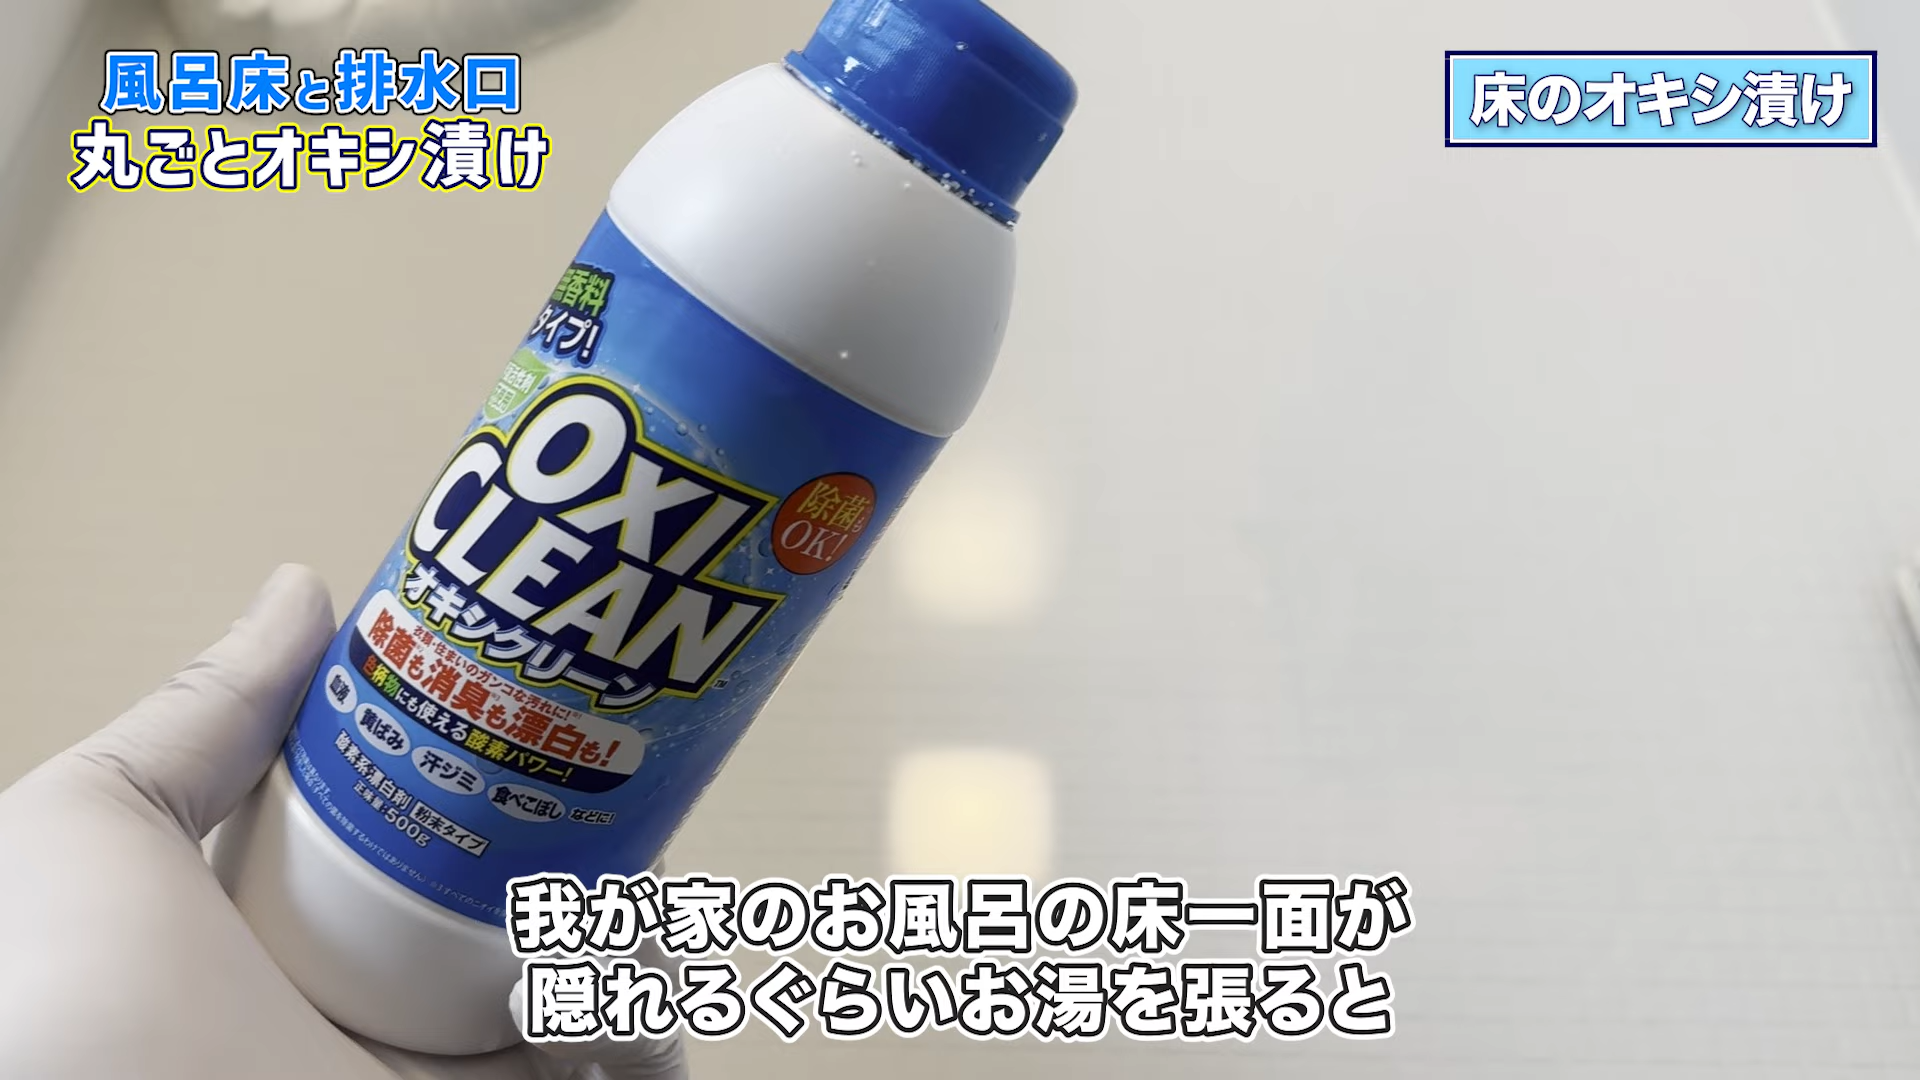 風呂床と排水口
丸ごとオキシ漬け
床のオキシ漬け
香料
タイプ!
OXI
CLEAN
オキシクリーン
除菌も
OK!
衣類・住まいのガンコな汚れに!
除菌も消臭も漂白も!
色柄物にも使える酸素パワー!
血液 黄ばみ 汗ジミ 食べこぼし などに!
酸素系漂白剤 粉末タイプ
正味量:500g
我が家のお風呂の床一面が
隠れるぐらいお湯を張ると